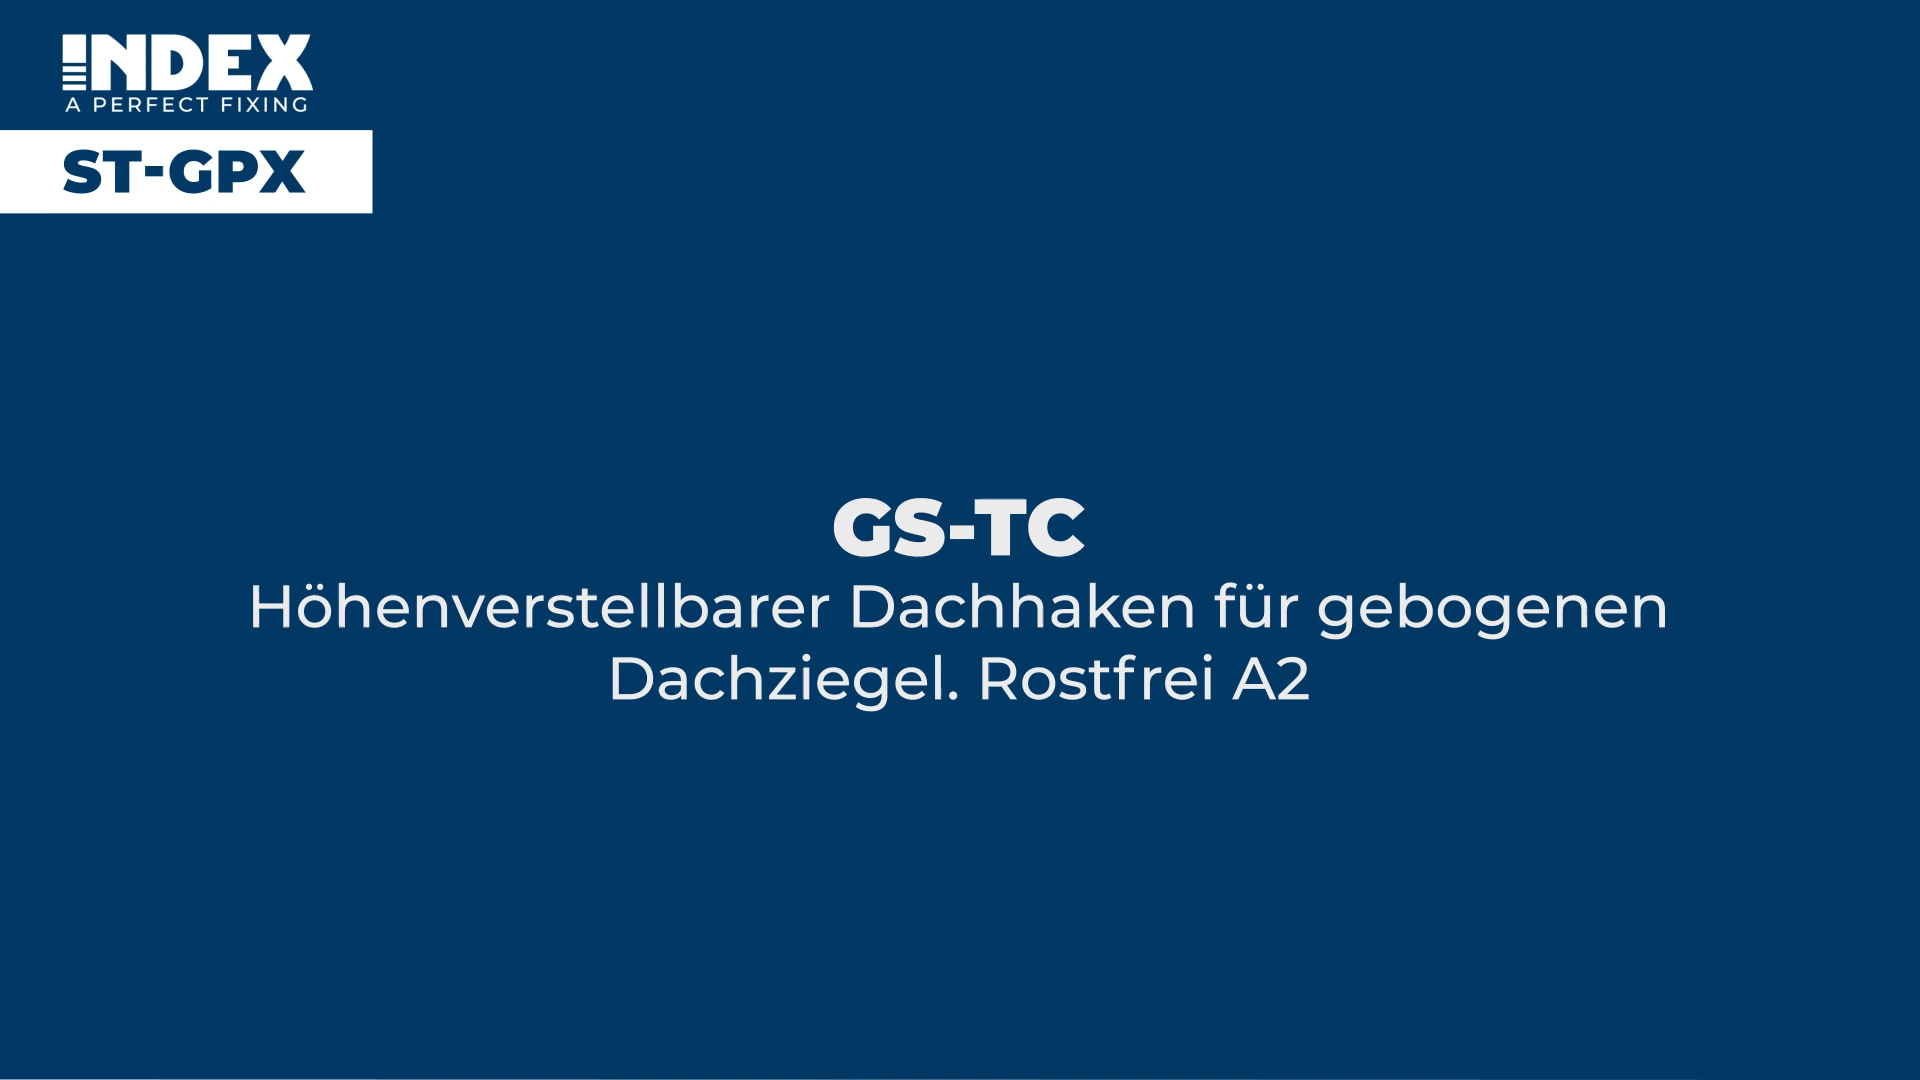 INDEX
A PERFECT FIXING
ST-GPX
GS-TC
Höhenverstellbarer Dachhaken für gebogenen
Dachziegel. Rostfrei A2